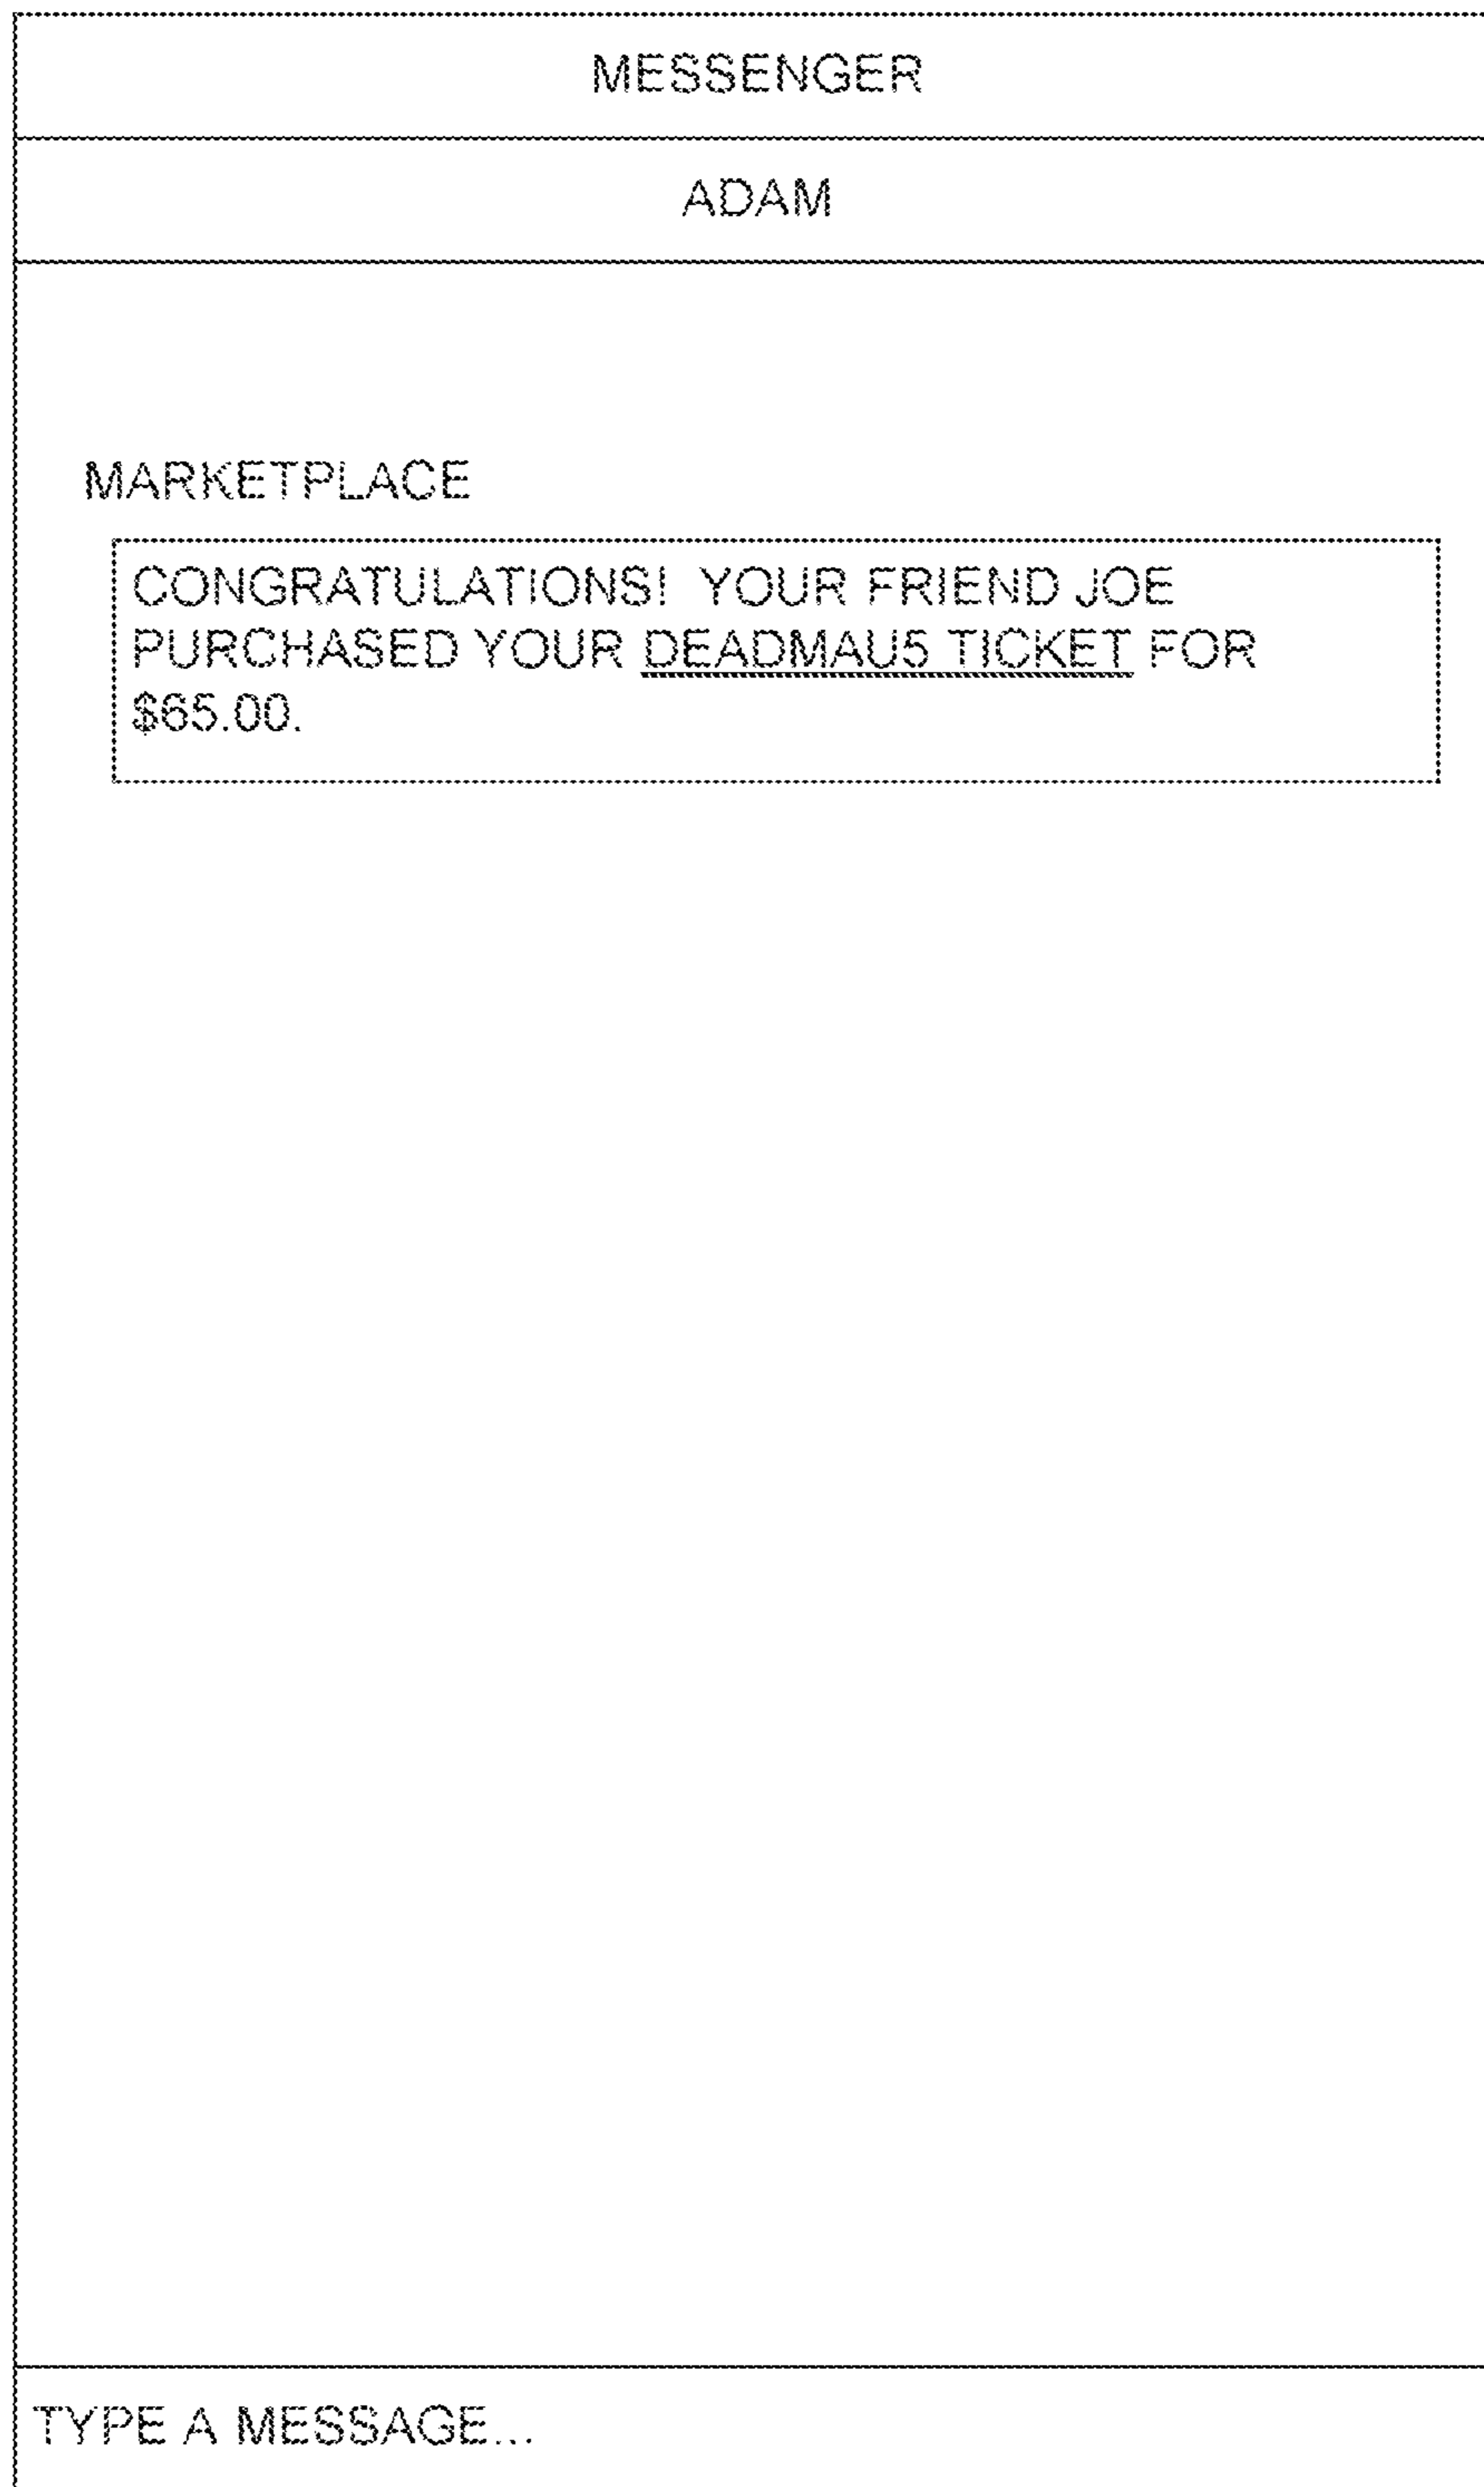 MESSENGER
ADAM
MARKETPLACE
CONGRATULATIONS!  YOUR FRIEND JOE
PURCHASED YOUR DEADMAU5 TICKET FOR
$65.00.
TYPE A MESSAGE...